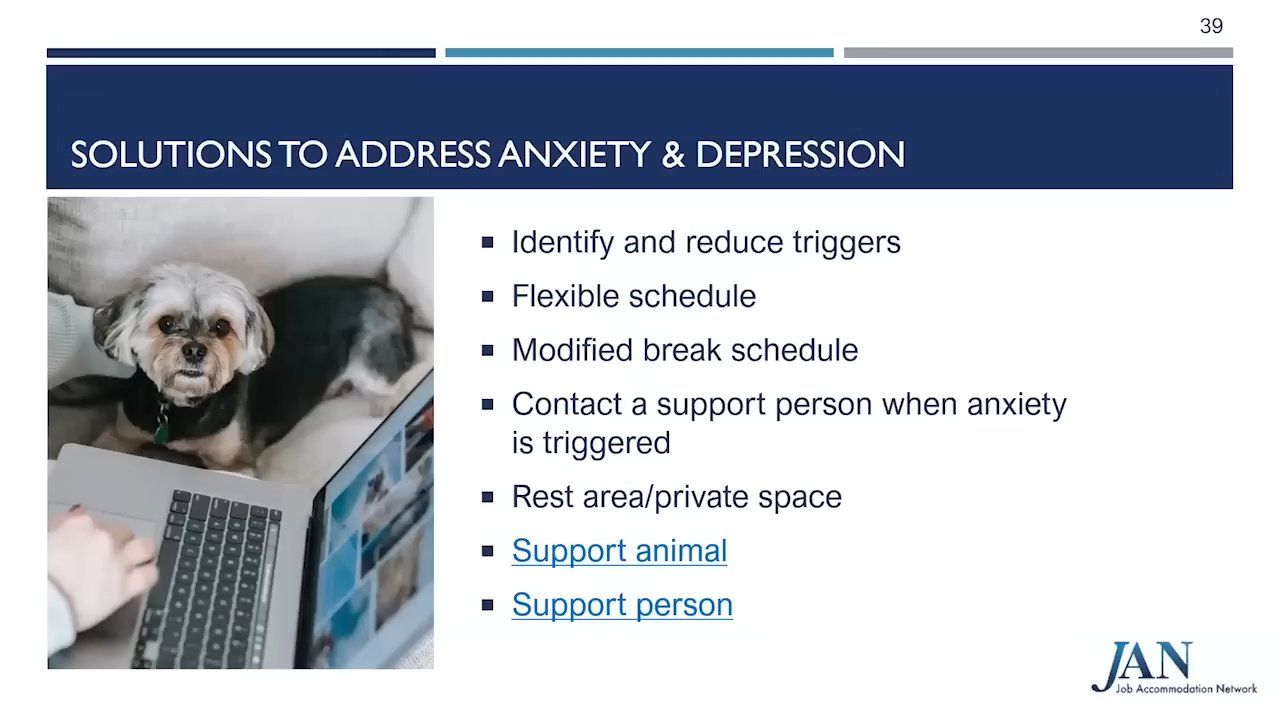 39
SOLUTIONS TO ADDRESS ANXIETY & DEPRESSION
▪ Identify and reduce triggers
▪ Flexible schedule
▪ Modified break schedule
▪ Contact a support person when anxiety
is triggered
▪ Rest area/private space
▪ Support animal
▪ Support person
JAN
Job Accommodation Network